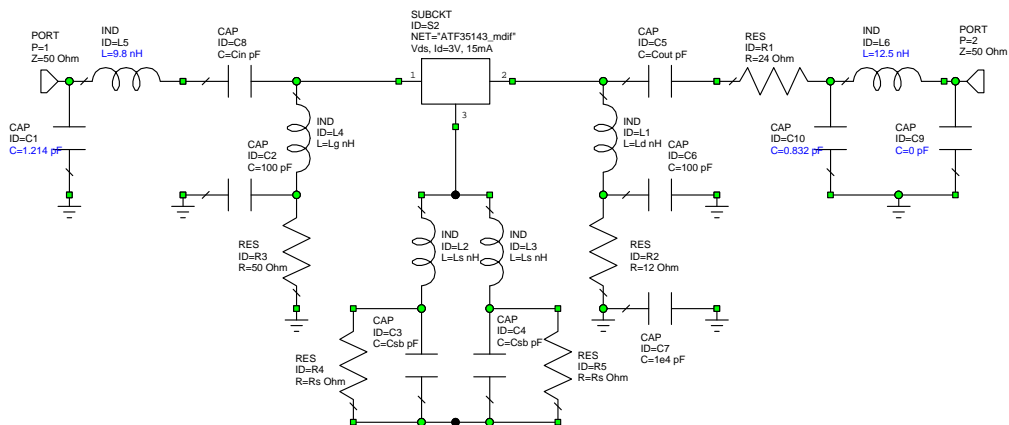 PORT
P=1
Z=50 Ohm
IND
ID=L5
L=9.8 nH
CAP
ID=C8
C=Cin pF
SUBCKT
ID=S2
NET="ATF35143_mdif"
Vds, Id=3V, 15mA
1
2
3
CAP
ID=C5
C=Cout pF
RES
ID=R1
R=24 Ohm
IND
ID=L6
L=12.5 nH
PORT
P=2
Z=50 Ohm
CAP
ID=C1
C=1.214 pF
IND
ID=L4
L=Lg nH
CAP
ID=C2
C=100 pF
IND
ID=L1
L=Ld nH
CAP
ID=C6
C=100 pF
CAP
ID=C10
C=0.832 pF
CAP
ID=C9
C=0 pF
RES
ID=R3
R=50 Ohm
IND
ID=L2
L=Ls nH
IND
ID=L3
L=Ls nH
RES
ID=R2
R=12 Ohm
CAP
ID=C3
C=Csb pF
CAP
ID=C4
C=Csb pF
CAP
ID=C7
C=1e4 pF
RES
ID=R4
R=Rs Ohm
RES
ID=R5
R=Rs Ohm